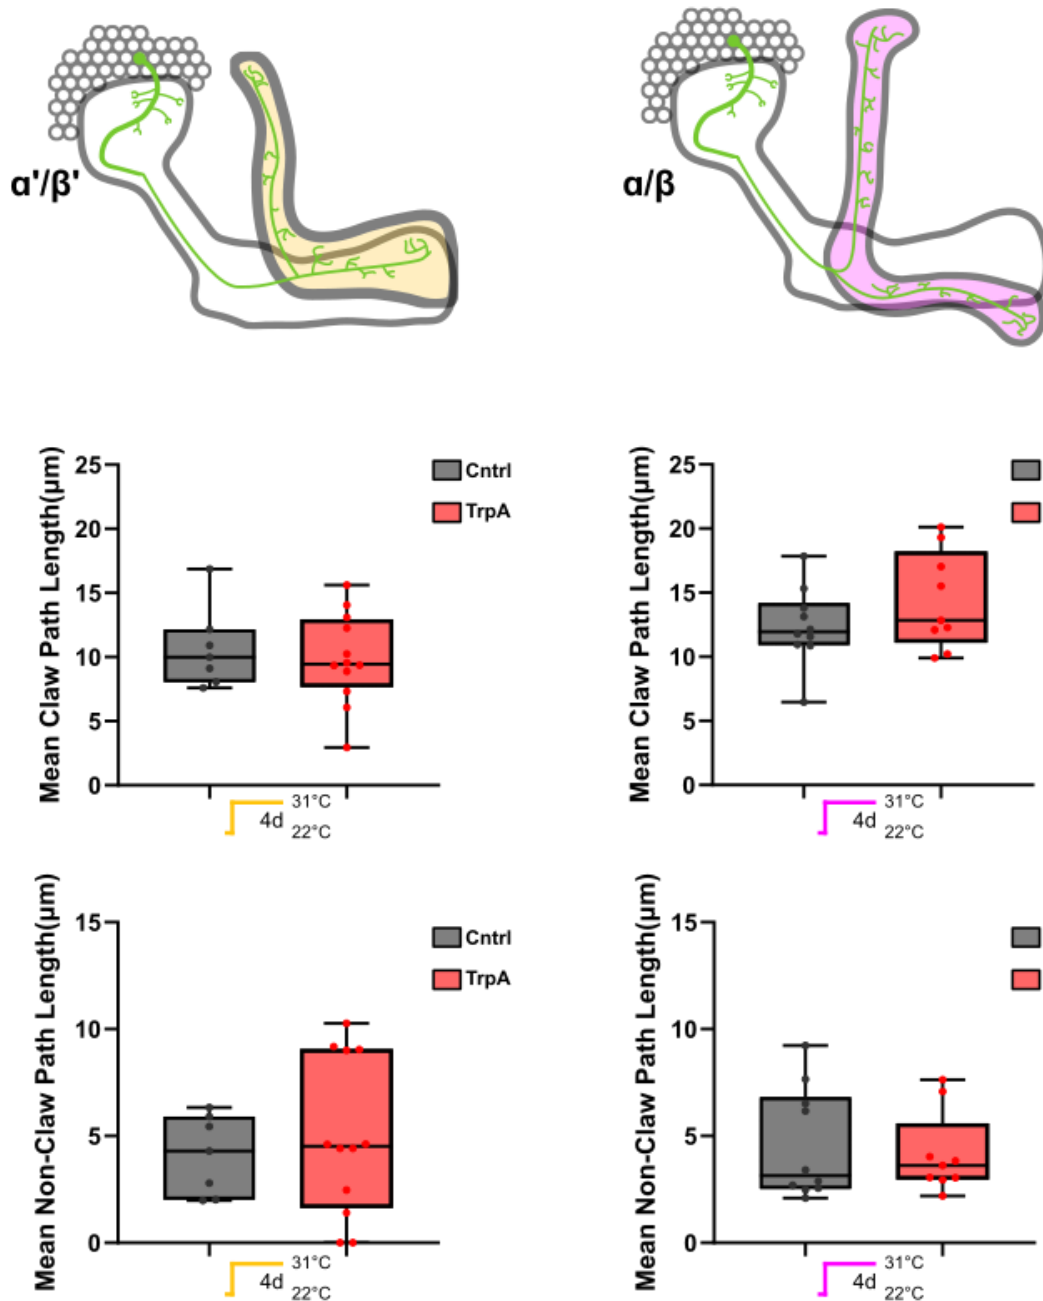 α'/β'
α/β
Mean Claw Path Length(µm)
25
20
15
10
5
0
Cntrl
TrpA
4d
31°C
22°C
Mean Claw Path Length(µm)
25
20
15
10
5
0
4d
31°C
22°C
Mean Non-Claw Path Length(µm)
15
10
5
0
Cntrl
TrpA
4d
31°C
22°C
Mean Non-Claw Path Length(µm)
15
10
5
0
4d
31°C
22°C